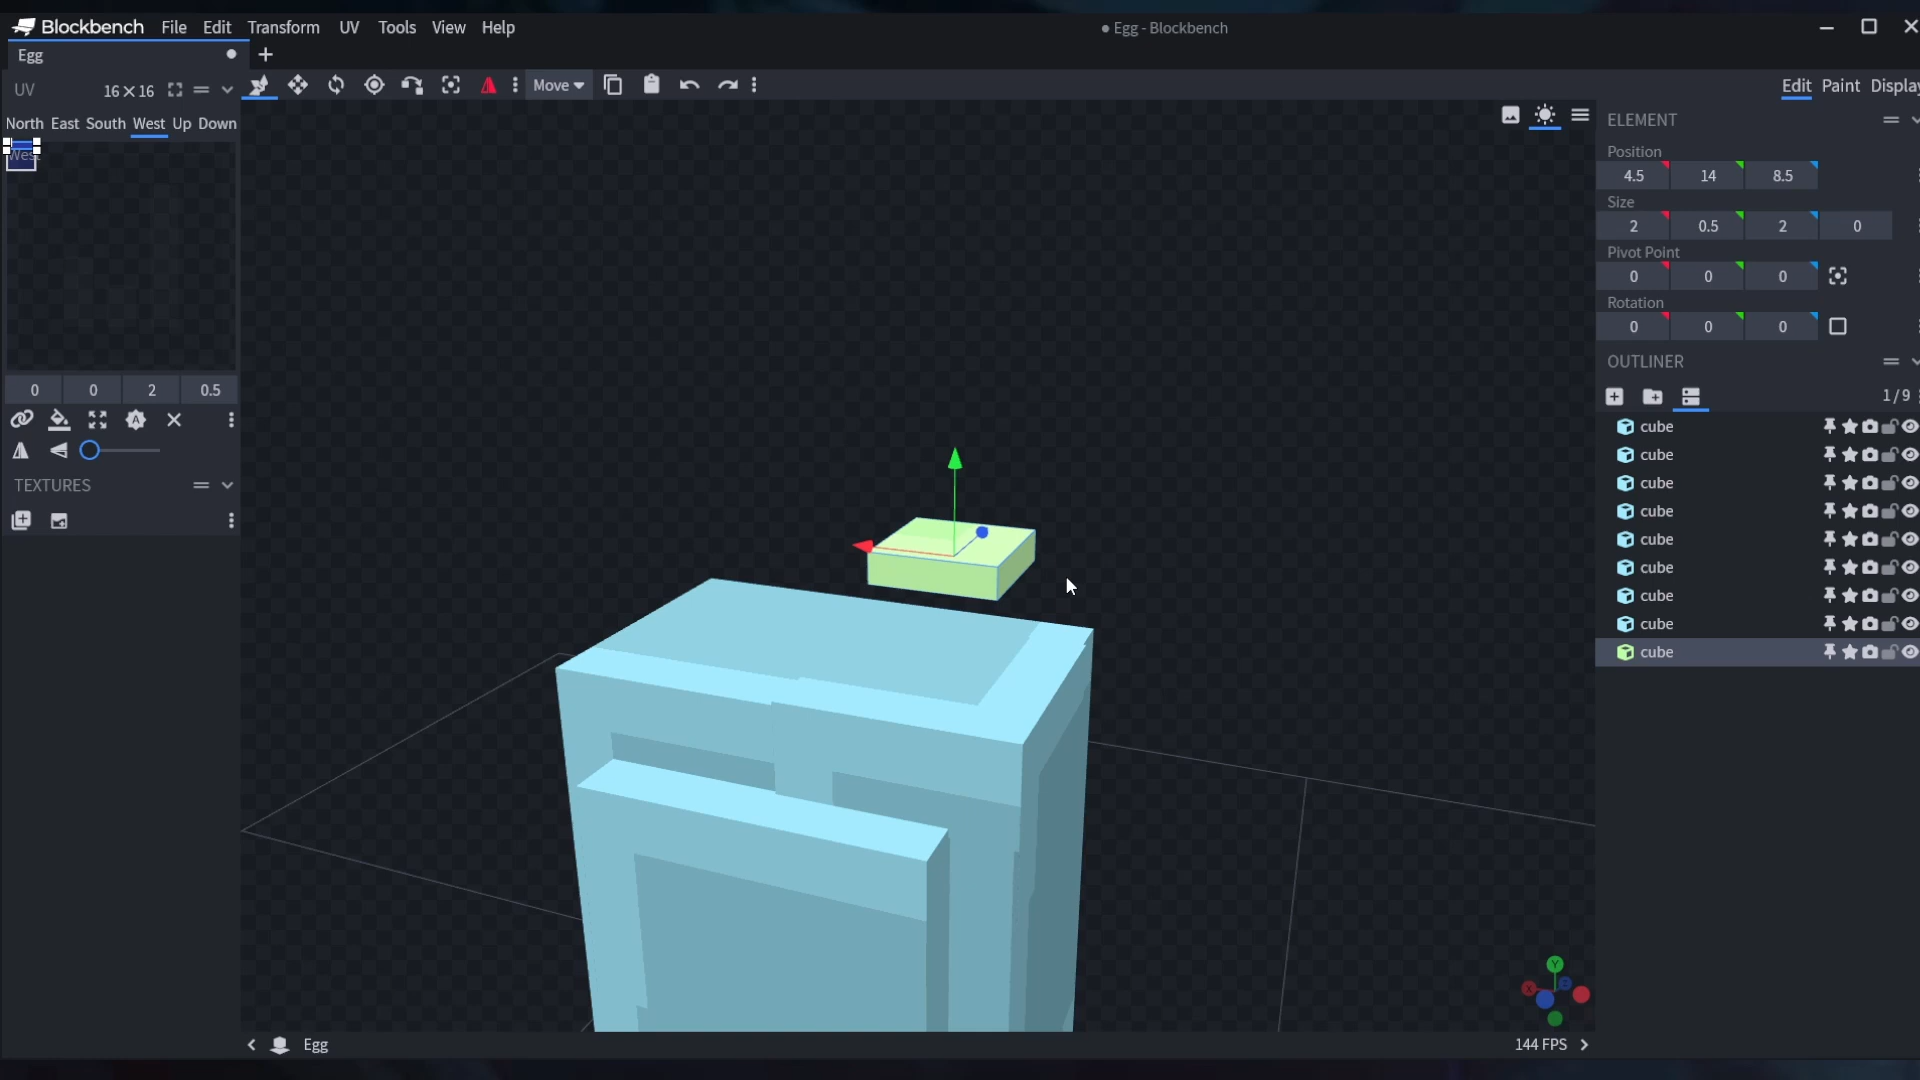 Blockbench File Edit Transform UV Tools View Help
● Egg - Blockbench
Egg
UV 16×16
Move
Edit Paint Display
North East South West Up Down
West
0 0 2 0.5
TEXTURES
ELEMENT
Position
4.5 14 8.5
Size
2 0.5 2 0
Pivot Point
0 0 0
Rotation
0 0 0
OUTLINER
1/9
cube
cube
cube
cube
cube
cube
cube
cube
cube
Y
X
Egg
144 FPS